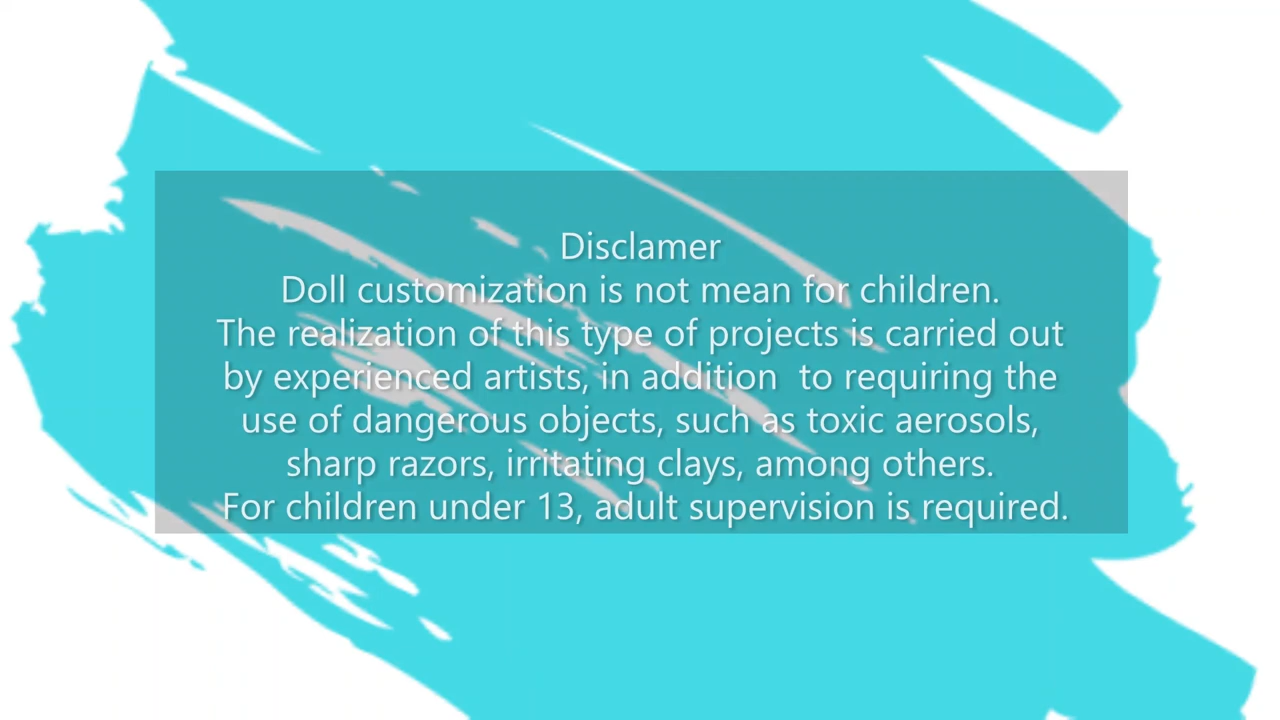 Disclamer
Doll customization is not mean for children.
The realization of this type of projects is carried out
by experienced artists, in addition  to requiring the
use of dangerous objects, such as toxic aerosols,
sharp razors, irritating clays, among others.
For children under 13, adult supervision is required.